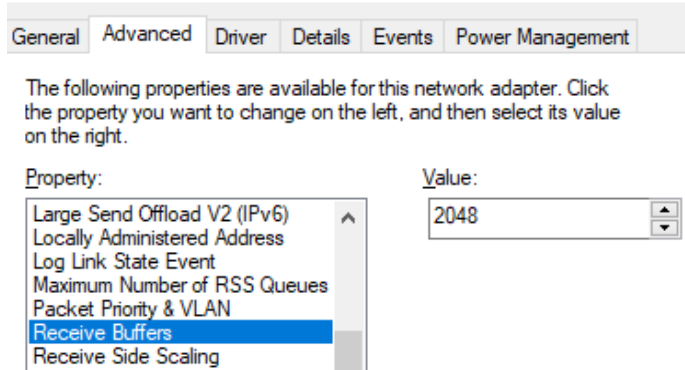 General Advanced Driver Details Events Power Management
The following properties are available for this network adapter. Click
the property you want to change on the left, and then select its value
on the right.
Property: Value:
Large Send Offload V2 (IPv6) 2048
Locally Administered Address
Log Link State Event
Maximum Number of RSS Queues
Packet Priority & VLAN
Receive Buffers
Receive Side Scaling